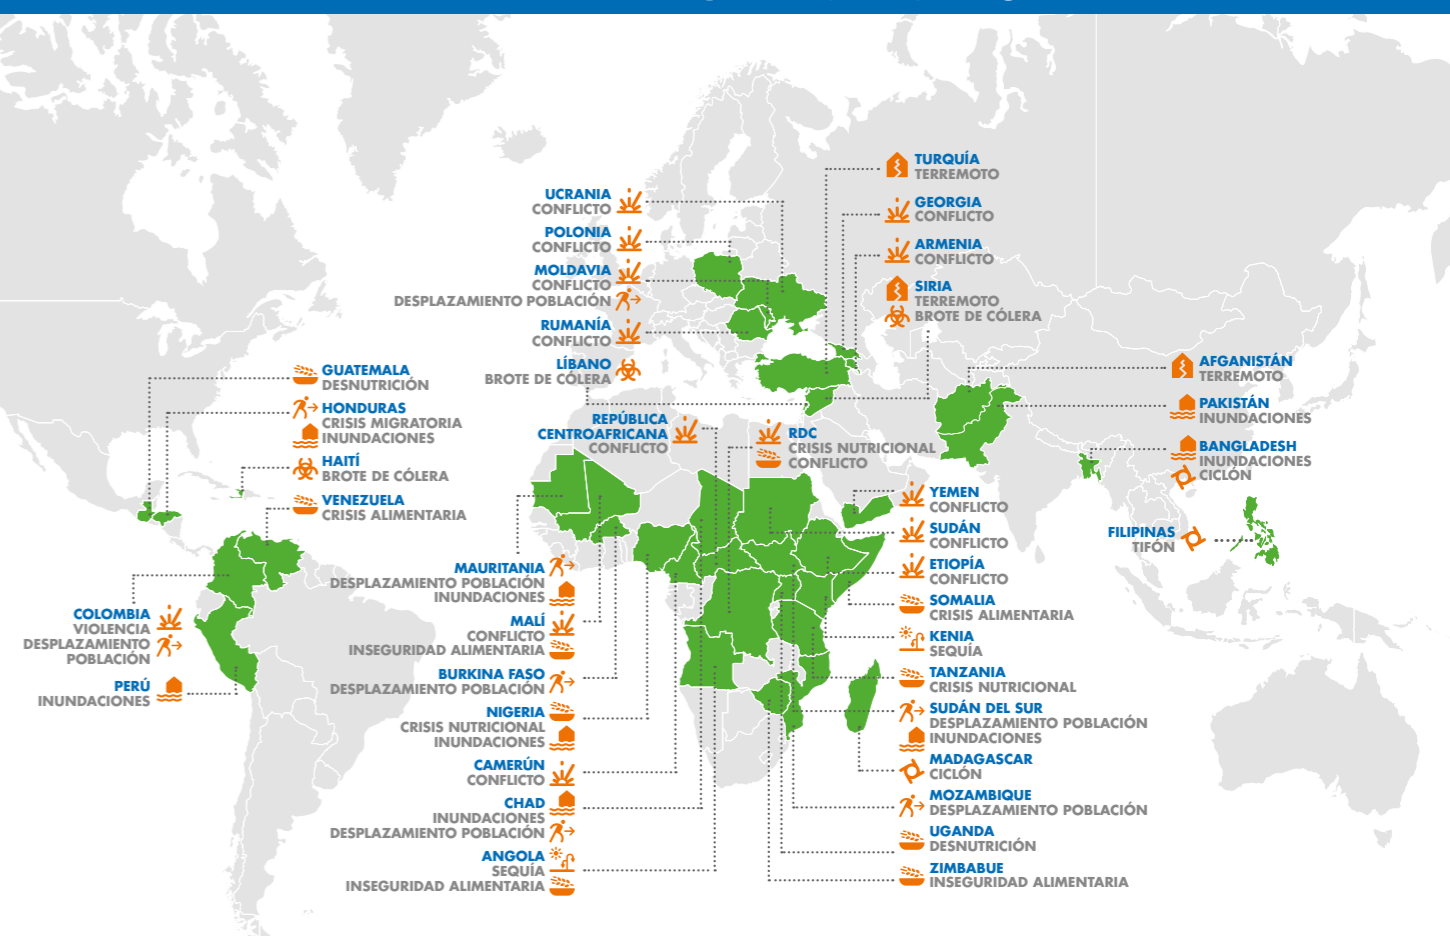 TURQUÍA
TERREMOTO
UCRANIA
CONFLICTO
GEORGIA
CONFLICTO
POLONIA
CONFLICTO
ARMENIA
CONFLICTO
MOLDAVIA
CONFLICTO
DESPLAZAMIENTO POBLACIÓN
SIRIA
TERREMOTO
BROTE DE CÓLERA
RUMANÍA
CONFLICTO
LÍBANO
BROTE DE CÓLERA
AFGANISTÁN
TERREMOTO
PAKISTÁN
INUNDACIONES
BANGLADESH
INUNDACIONES
CICLÓN
FILIPINAS
TIFÓN
GUATEMALA
DESNUTRICIÓN
HONDURAS
CRISIS MIGRATORIA
INUNDACIONES
HAITÍ
BROTE DE CÓLERA
VENEZUELA
CRISIS ALIMENTARIA
COLOMBIA
VIOLENCIA
DESPLAZAMIENTO
POBLACIÓN
PERÚ
INUNDACIONES
REPÚBLICA
CENTROAFRICANA
CONFLICTO
RDC
CRISIS NUTRICIONAL
CONFLICTO
MAURITANIA
DESPLAZAMIENTO POBLACIÓN
INUNDACIONES
MALÍ
CONFLICTO
INSEGURIDAD ALIMENTARIA
BURKINA FASO
DESPLAZAMIENTO POBLACIÓN
NIGERIA
CRISIS NUTRICIONAL
INUNDACIONES
CAMERÚN
CONFLICTO
CHAD
INUNDACIONES
DESPLAZAMIENTO POBLACIÓN
ANGOLA
SEQUÍA
INSEGURIDAD ALIMENTARIA
YEMEN
CONFLICTO
SUDÁN
CONFLICTO
ETIOPÍA
CONFLICTO
SOMALIA
CRISIS ALIMENTARIA
KENIA
SEQUÍA
TANZANIA
CRISIS NUTRICIONAL
SUDÁN DEL SUR
DESPLAZAMIENTO POBLACIÓN
INUNDACIONES
MADAGASCAR
CICLÓN
MOZAMBIQUE
DESPLAZAMIENTO POBLACIÓN
UGANDA
DESNUTRICIÓN
ZIMBABUE
INSEGURIDAD ALIMENTARIA